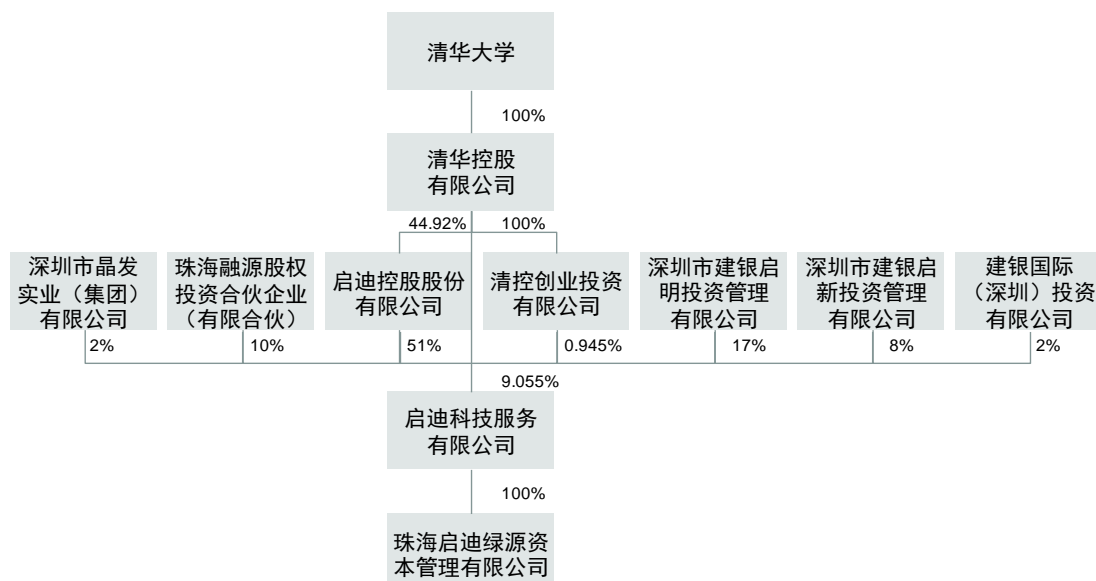 清华大学
100%
清华控股
有限公司
44.92%
100%
深圳市晶发
实业（集团）
有限公司
珠海融源股权
投资合伙企业
（有限合伙）
启迪控股股份
有限公司
清控创业投资
有限公司
深圳市建银启
明投资管理
有限公司
深圳市建银启
新投资管理
有限公司
建银国际
（深圳）投资
有限公司
2%
10%
51%
0.945%
17%
8%
2%
9.055%
启迪科技服务
有限公司
100%
珠海启迪绿源资
本管理有限公司